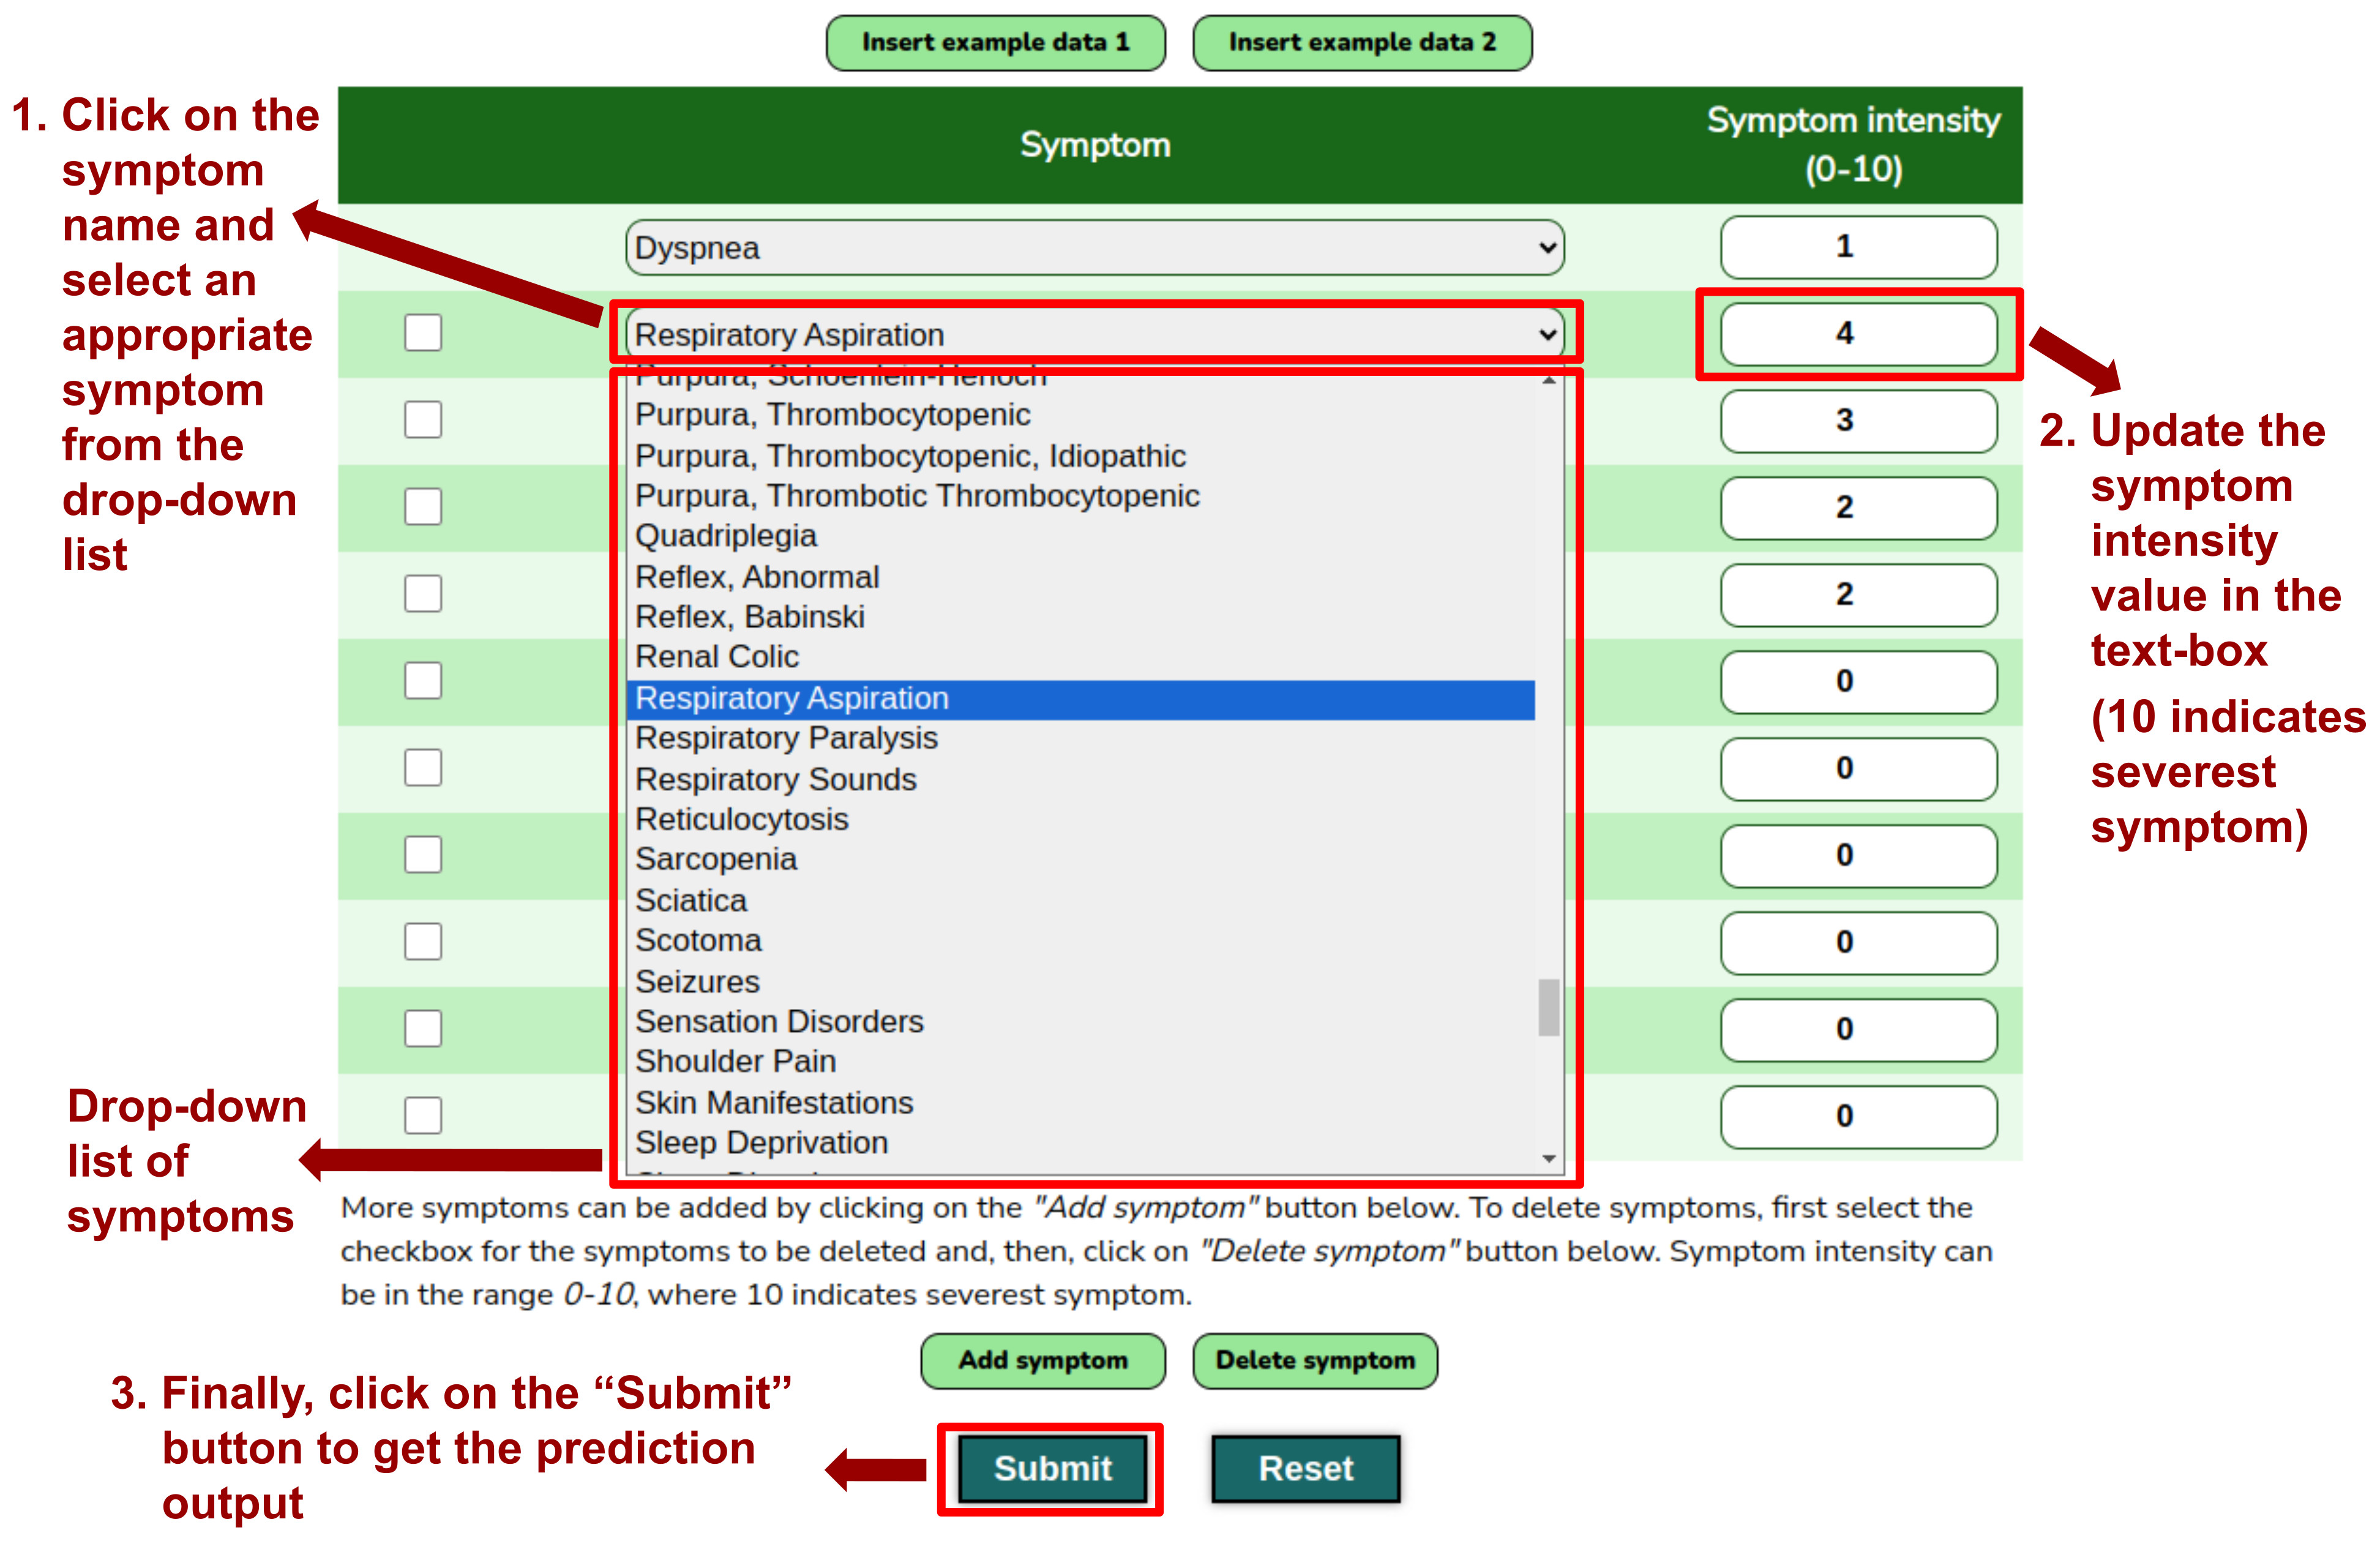 Insert example data 1
Insert example data 2
1. Click on the
symptom
name and
select an
appropriate
symptom
from the
drop-down
list
Symptom
Symptom intensity
(0-10)
Dyspnea
1
Respiratory Aspiration
4
Purpura, Schoenlein-Henoch
Purpura, Thrombocytopenic
Purpura, Thrombocytopenic, Idiopathic
Purpura, Thrombotic Thrombocytopenic
Quadriplegia
Reflex, Abnormal
Reflex, Babinski
Renal Colic
Respiratory Aspiration
Respiratory Paralysis
Respiratory Sounds
Reticulocytosis
Sarcopenia
Sciatica
Scotoma
Seizures
Sensation Disorders
Shoulder Pain
Skin Manifestations
Sleep Deprivation
3
2
2
0
0
0
0
0
0
2. Update the
symptom
intensity
value in the
text-box
(10 indicates
severest
symptom)
Drop-down
list of
symptoms
More symptoms can be added by clicking on the "Add symptom" button below. To delete symptoms, first select the
checkbox for the symptoms to be deleted and, then, click on "Delete symptom" button below. Symptom intensity can
be in the range 0-10, where 10 indicates severest symptom.
Add symptom
Delete symptom
3. Finally, click on the “Submit”
button to get the prediction
output
Submit
Reset